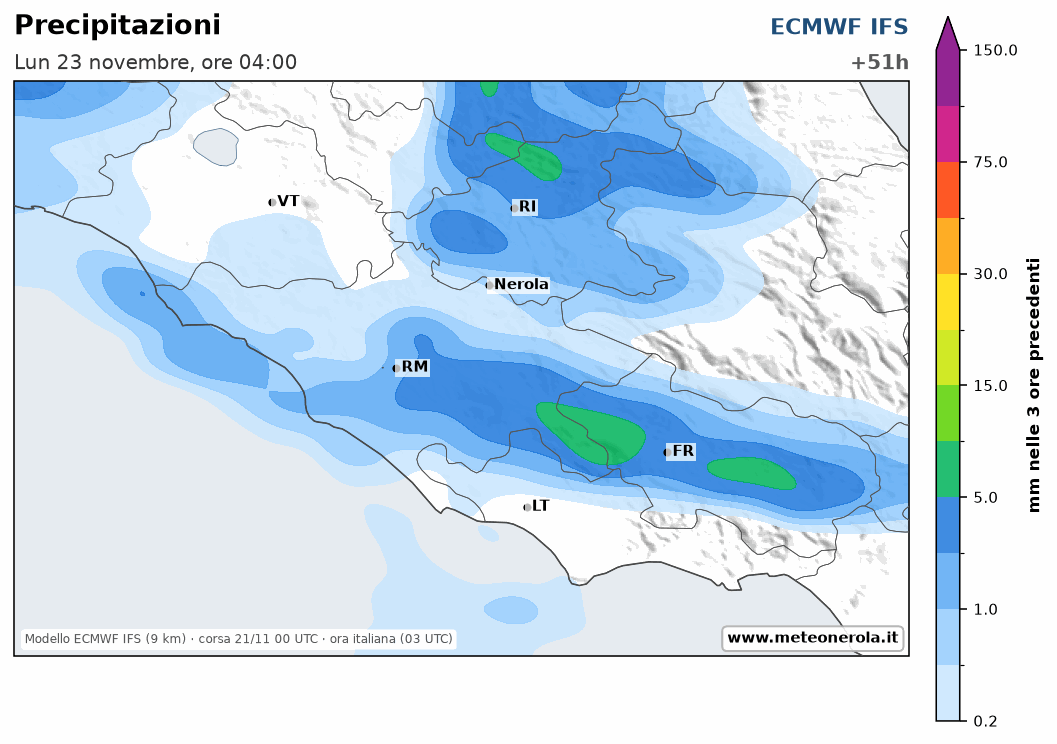 Precipitazioni
ECMWF IFS
Lun 23 novembre, ore 04:00
+51h
150.0
75.0
30.0
15.0
5.0
1.0
0.2
mm nelle 3 ore precedenti
VT
RI
Nerola
RM
FR
LT
Modello ECMWF IFS (9 km) · corsa 21/11 00 UTC · ora italiana (03 UTC)
www.meteonerola.it